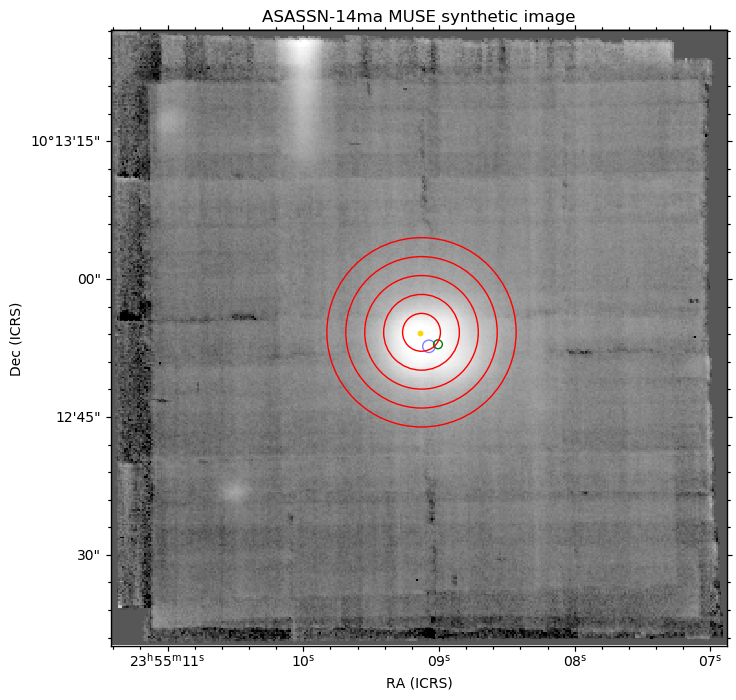 ASASSN-14ma MUSE synthetic image
10°13'15"
00"
12'45"
30"
Dec (ICRS)
23ʰ55ᵐ11ˢ
10ˢ
09ˢ
08ˢ
07ˢ
RA (ICRS)